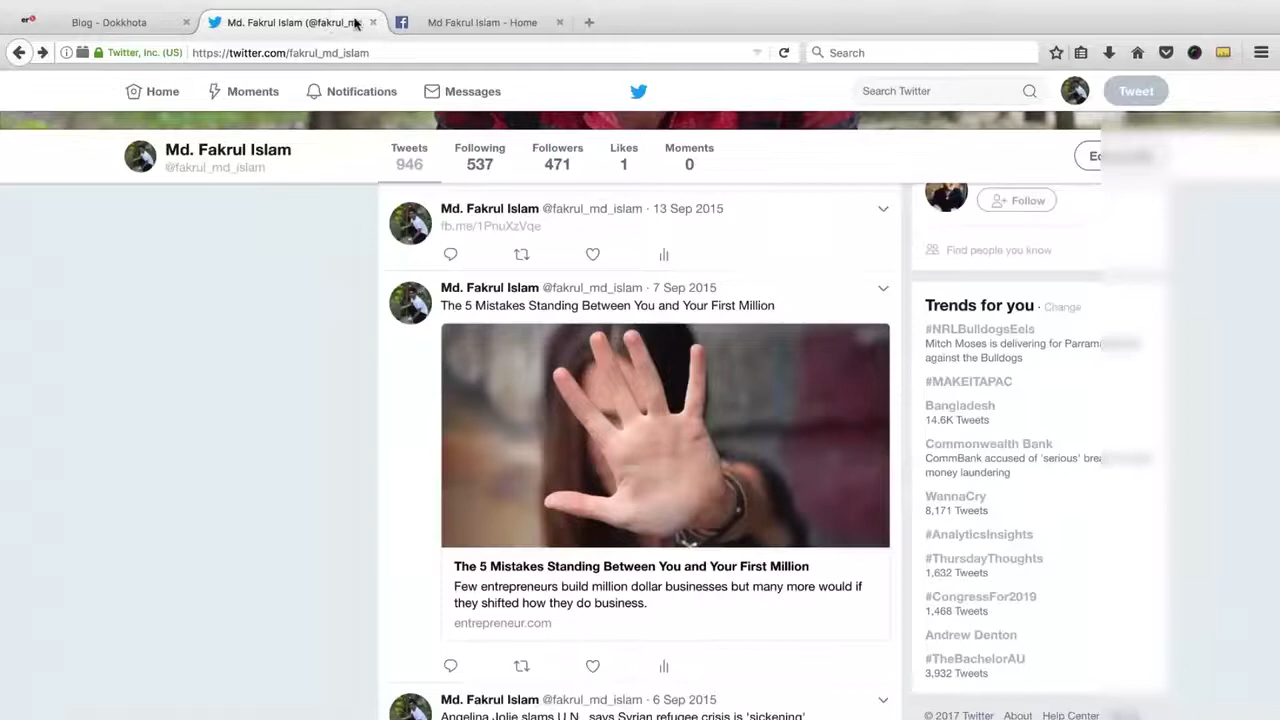 Blog - Dokkhota
Md. Fakrul Islam (@fakrul_m
Md Fakrul Islam - Home
Twitter, Inc. (US)
https://twitter.com/fakrul_md_islam
Search
Home
Moments
Notifications
Messages
Search Twitter
Tweet
Md. Fakrul Islam
@fakrul_md_islam
Tweets
946
Following
537
Followers
471
Likes
1
Moments
0
Md. Fakrul Islam @fakrul_md_islam · 13 Sep 2015
fb.me/1PnuXzVqe
Md. Fakrul Islam @fakrul_md_islam · 7 Sep 2015
The 5 Mistakes Standing Between You and Your First Million
The 5 Mistakes Standing Between You and Your First Million
Few entrepreneurs build million dollar businesses but many more would if
they shifted how they do business.
entrepreneur.com
Md. Fakrul Islam @fakrul_md_islam · 6 Sep 2015
Angelina Jolie slams U.N., says Syrian refugee crisis is 'sickening'
Follow
Find people you know
Trends for you · Change
#NRLBulldogsEels
Mitch Moses is delivering for
against the Bulldogs
#MAKEITAPAC
Bangladesh
14.6K Tweets
Commonwealth Bank
CommBank accused of 'serious'
money laundering
WannaCry
8,171 Tweets
#AnalyticsInsights
#ThursdayThoughts
1,632 Tweets
#CongressFor2019
1,468 Tweets
Andrew Denton
#TheBachelorAU
3,932 Tweets
© 2017 Twitter About Help Center